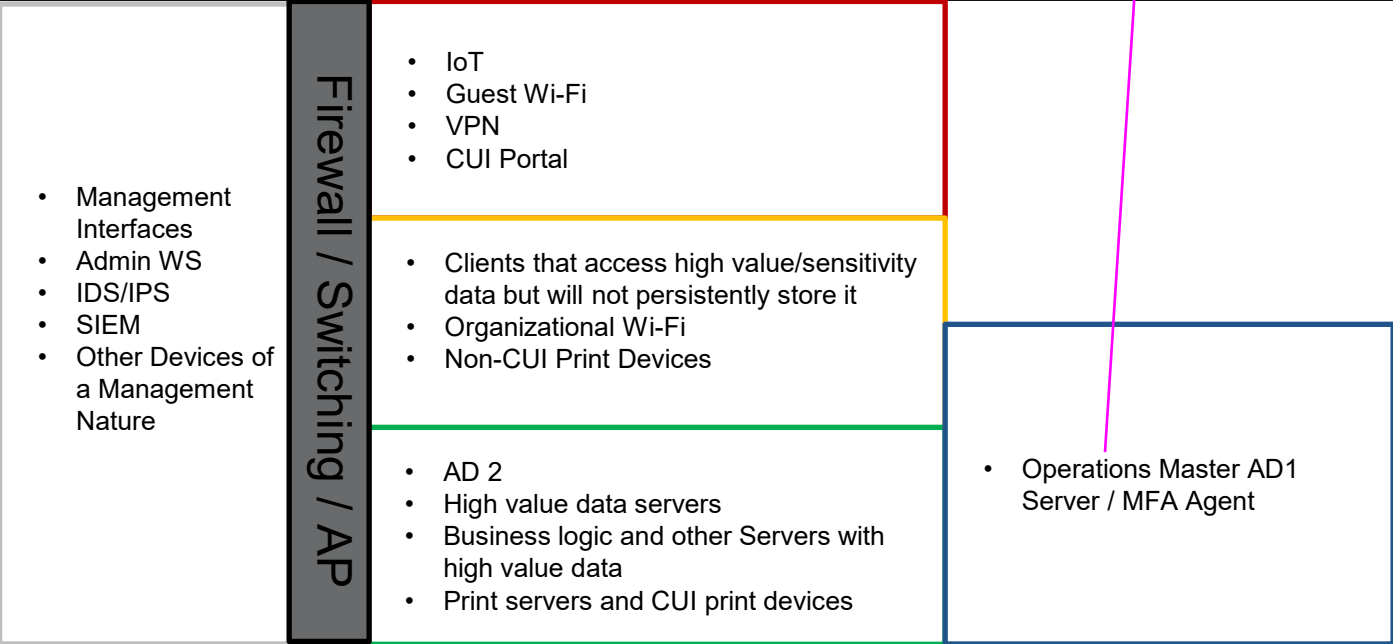 • Management
Interfaces
• Admin WS
• IDS/IPS
• SIEM
• Other Devices of
a Management
Nature
Firewall / Switching / AP
• IoT
• Guest Wi-Fi
• VPN
• CUI Portal
• Clients that access high value/sensitivity
data but will not persistently store it
• Organizational Wi-Fi
• Non-CUI Print Devices
• AD 2
• High value data servers
• Business logic and other Servers with
high value data
• Print servers and CUI print devices
• Operations Master AD1
Server / MFA Agent